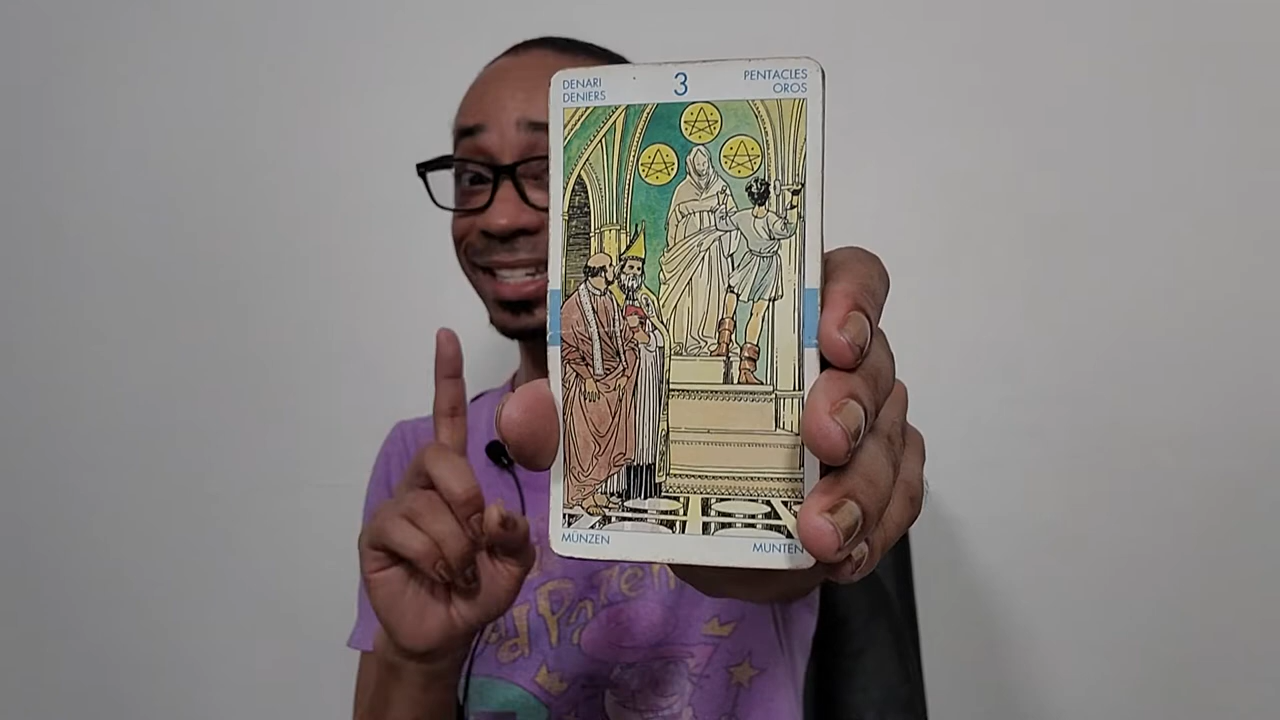 DENARI
DENIERS
3
PENTACLES
OROS
MÜNZEN
MUNTEN